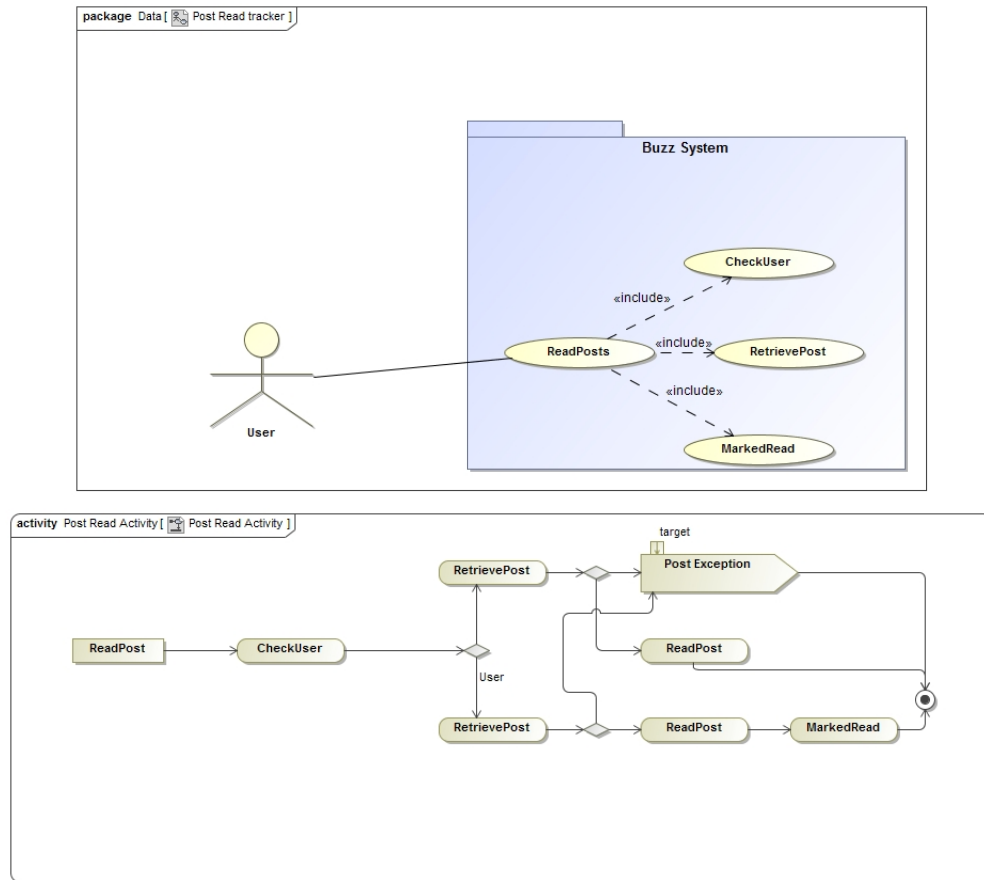 package Data [ Post Read tracker ]
Buzz System
CheckUser
«include»
ReadPosts
«include»
RetrievePost
«include»
User
MarkedRead
activity Post Read Activity [ Post Read Activity ]
target
RetrievePost
Post Exception
ReadPost
CheckUser
ReadPost
User
RetrievePost
ReadPost
MarkedRead